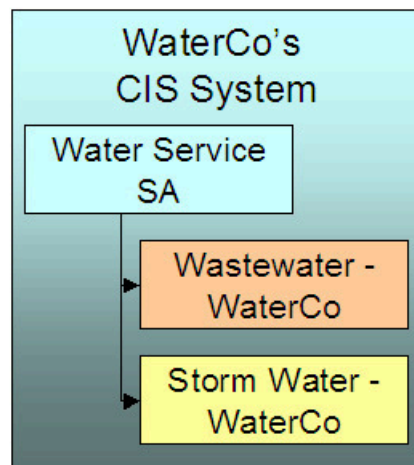 WaterCo's
CIS System
Water Service
SA
Wastewater -
WaterCo
Storm Water -
WaterCo